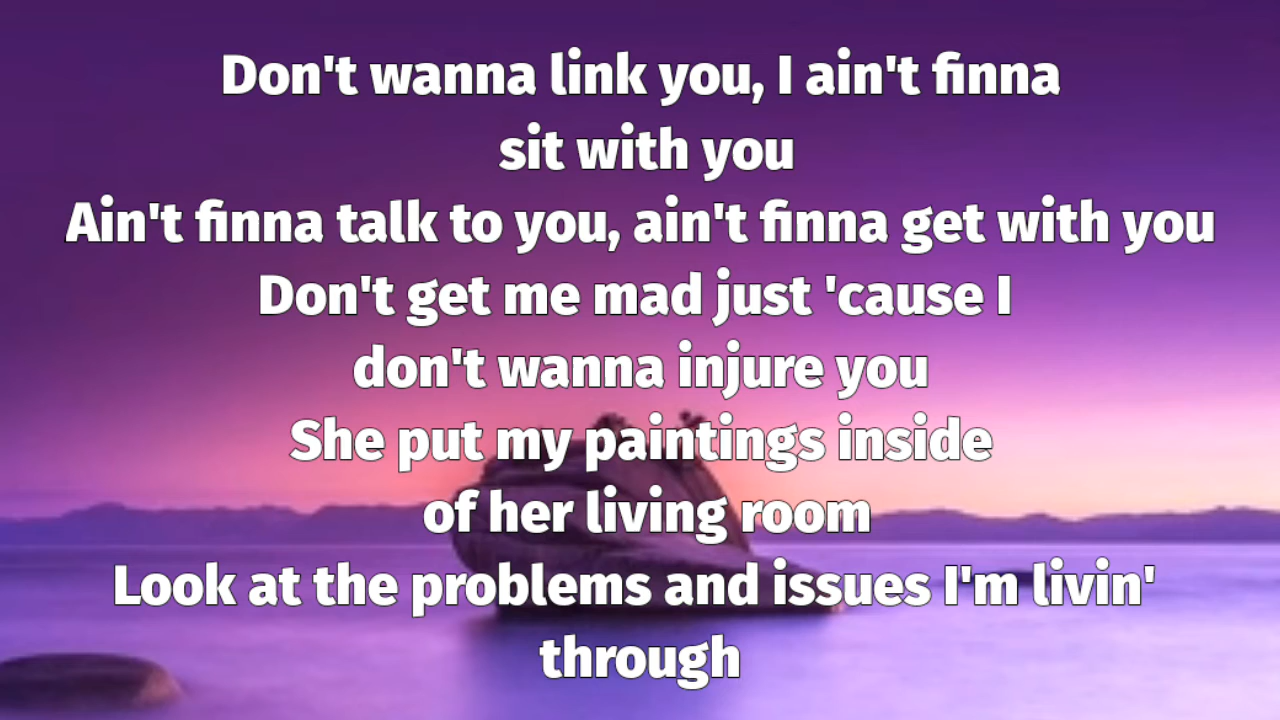 Don't wanna link you, I ain't finna
sit with you
Ain't finna talk to you, ain't finna get with you
Don't get me mad just 'cause I
don't wanna injure you
She put my paintings inside
of her living room
Look at the problems and issues I'm livin'
through